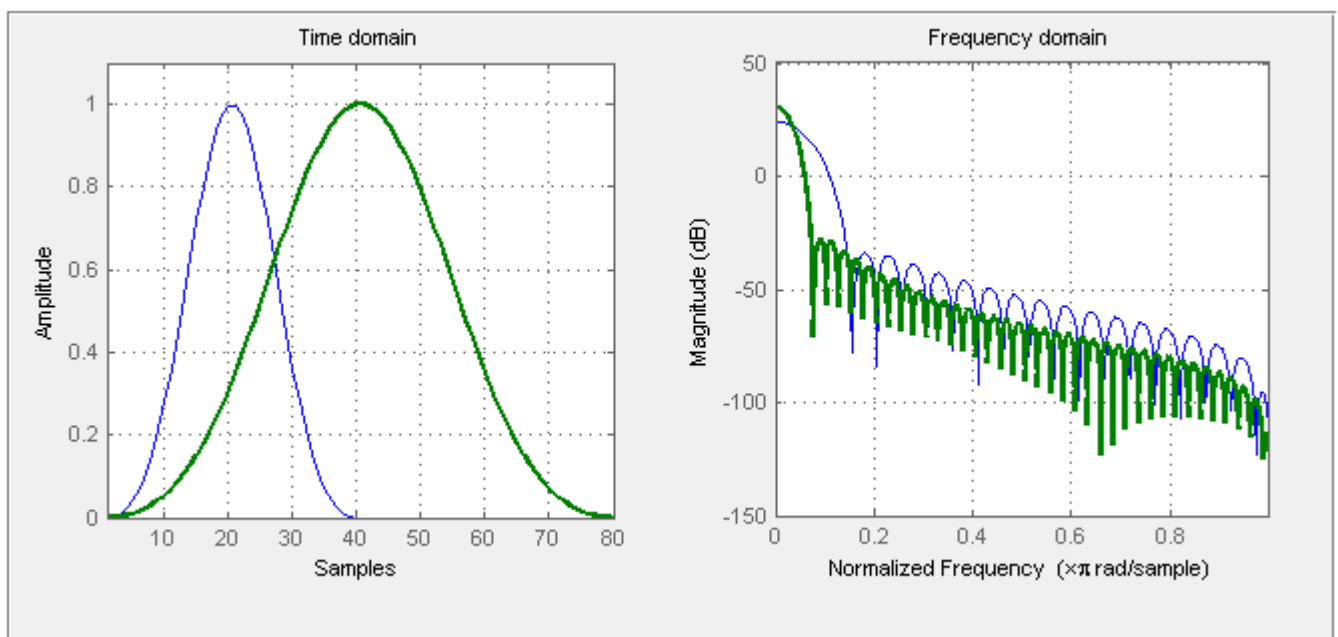 Time domain
1
0.8
0.6
0.4
0.2
0
Amplitude
10 20 30 40 50 60 70 80
Samples
Frequency domain
50
0
-50
-100
-150
Magnitude (dB)
0 0.2 0.4 0.6 0.8
Normalized Frequency (×π rad/sample)